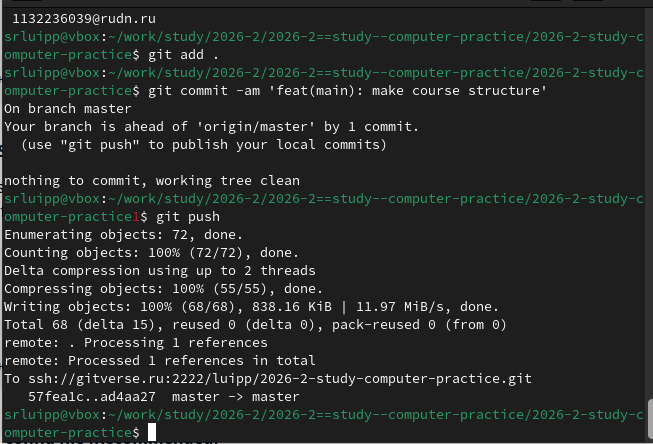 1132236039@rudn.ru
srluipp@vbox:~/work/study/2026-2/2026-2==study--computer-practice/2026-2-study-c
omputer-practice$ git add .
srluipp@vbox:~/work/study/2026-2/2026-2==study--computer-practice/2026-2-study-c
omputer-practice$ git commit -am 'feat(main): make course structure'
On branch master
Your branch is ahead of 'origin/master' by 1 commit.
  (use "git push" to publish your local commits)

nothing to commit, working tree clean
srluipp@vbox:~/work/study/2026-2/2026-2==study--computer-practice/2026-2-study-c
omputer-practice1$ git push
Enumerating objects: 72, done.
Counting objects: 100% (72/72), done.
Delta compression using up to 2 threads
Compressing objects: 100% (55/55), done.
Writing objects: 100% (68/68), 838.16 KiB | 11.97 MiB/s, done.
Total 68 (delta 15), reused 0 (delta 0), pack-reused 0 (from 0)
remote: . Processing 1 references
remote: Processed 1 references in total
To ssh://gitverse.ru:2222/luipp/2026-2-study-computer-practice.git
   57fea1c..ad4aa27  master -> master
srluipp@vbox:~/work/study/2026-2/2026-2==study--computer-practice/2026-2-study-c
omputer-practice$